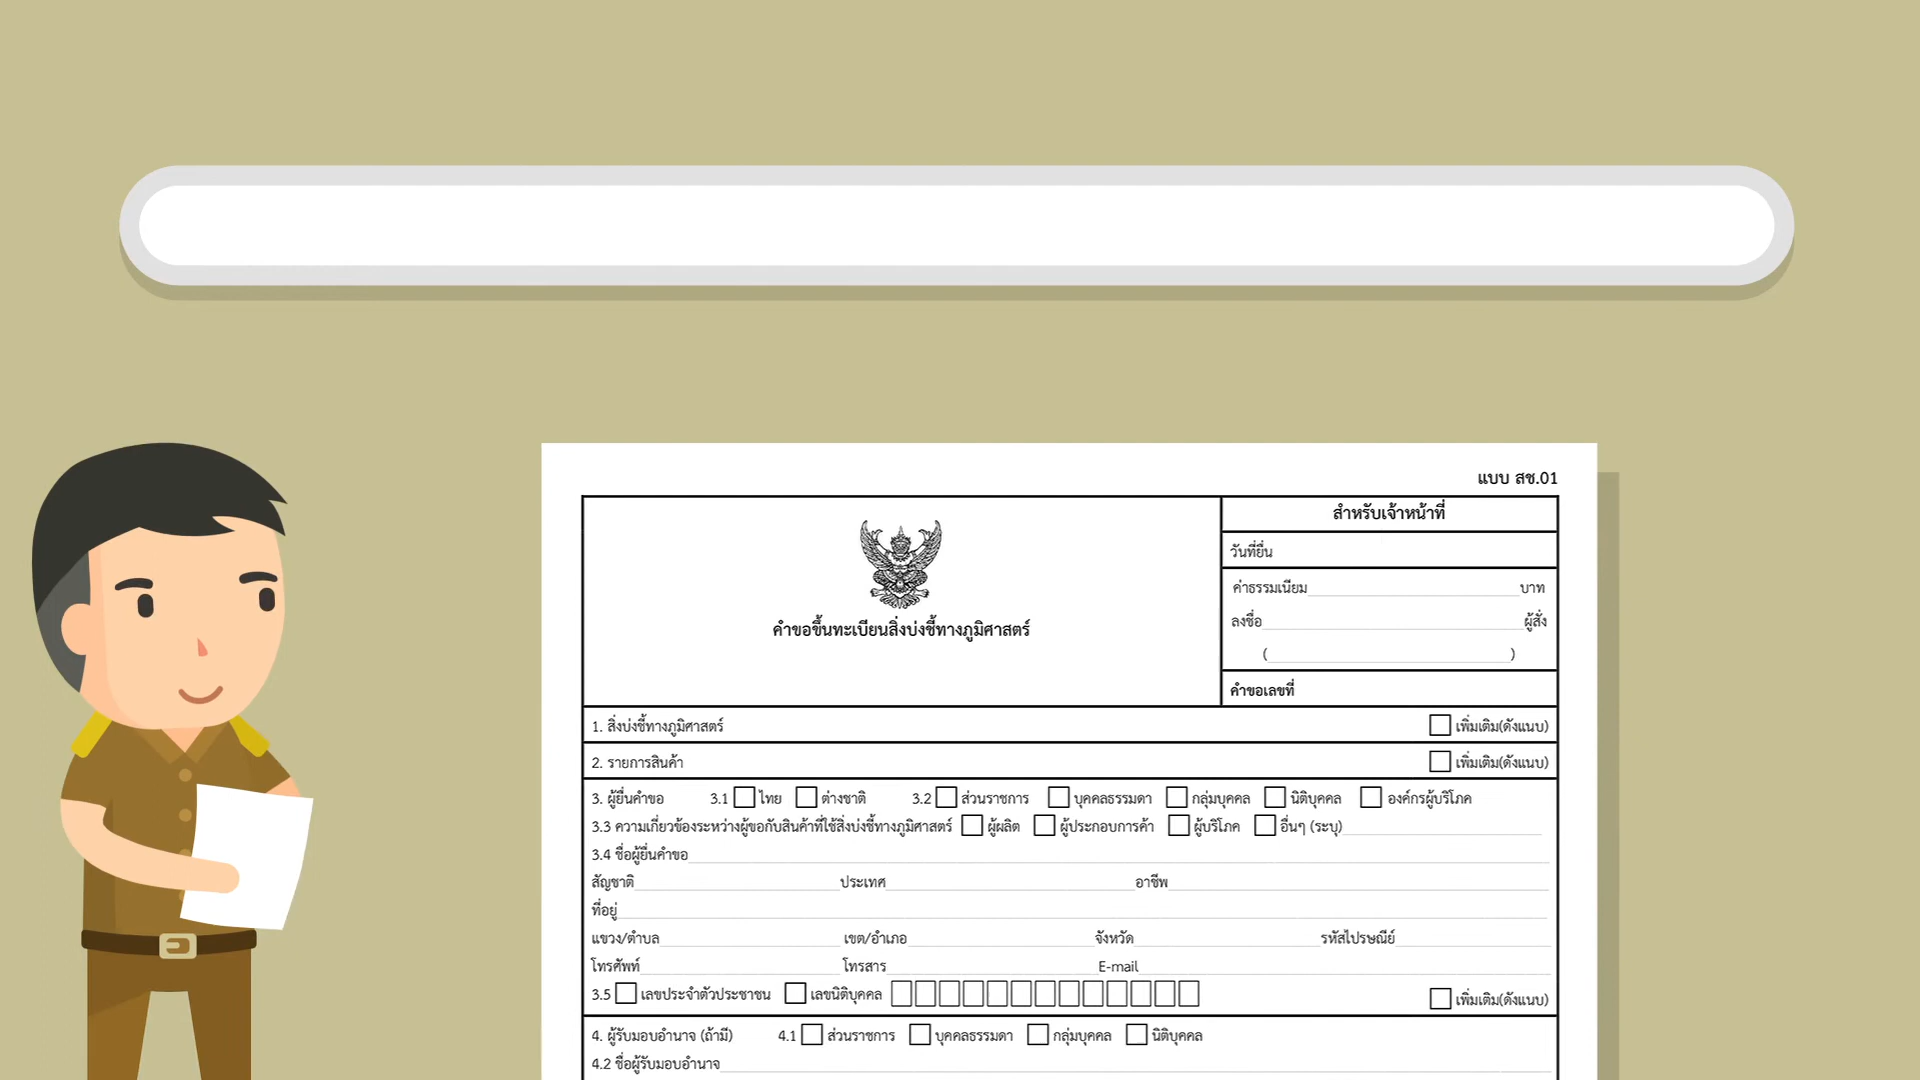 แบบ สช.01
สำหรับเจ้าหน้าที่
วันที่ยื่น
ค่าธรรมเนียม บาท
ลงชื่อ ผู้สั่ง
( )
คำขอขึ้นทะเบียนสิ่งบ่งชี้ทางภูมิศาสตร์
คำขอเลขที่
1. สิ่งบ่งชี้ทางภูมิศาสตร์ เพิ่มเติม(ดังแนบ)
2. รายการสินค้า เพิ่มเติม(ดังแนบ)
3. ผู้ยื่นคำขอ 3.1 ไทย ต่างชาติ 3.2 ส่วนราชการ บุคคลธรรมดา กลุ่มบุคคล นิติบุคคล องค์กรผู้บริโภค
3.3 ความเกี่ยวข้องระหว่างผู้ขอกับสินค้าที่ใช้สิ่งบ่งชี้ทางภูมิศาสตร์ ผู้ผลิต ผู้ประกอบการค้า ผู้บริโภค อื่นๆ (ระบุ)
3.4 ชื่อผู้ยื่นคำขอ
สัญชาติ ประเทศ อาชีพ
ที่อยู่
แขวง/ตำบล เขต/อำเภอ จังหวัด รหัสไปรษณีย์
โทรศัพท์ โทรสาร E-mail
3.5 เลขประจำตัวประชาชน เลขนิติบุคคล เพิ่มเติม(ดังแนบ)
4. ผู้รับมอบอำนาจ (ถ้ามี) 4.1 ส่วนราชการ บุคคลธรรมดา กลุ่มบุคคล นิติบุคคล
4.2 ชื่อผู้รับมอบอำนาจ